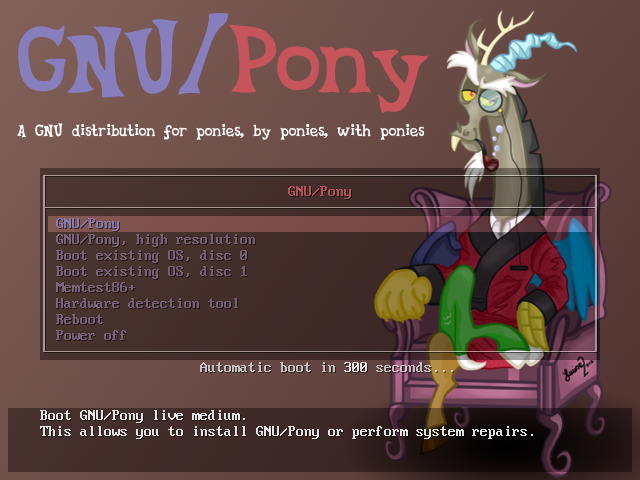 GNU/Pony
A GNU distribution for ponies, by ponies, with ponies
GNU/Pony
GNU/Pony
GNU/Pony, high resolution
Boot existing OS, disc 0
Boot existing OS, disc 1
Memtest86+
Hardware detection tool
Reboot
Power off
Automatic boot in 300 seconds...
Boot GNU/Pony live medium.
This allows you to install GNU/Pony or perform system repairs.